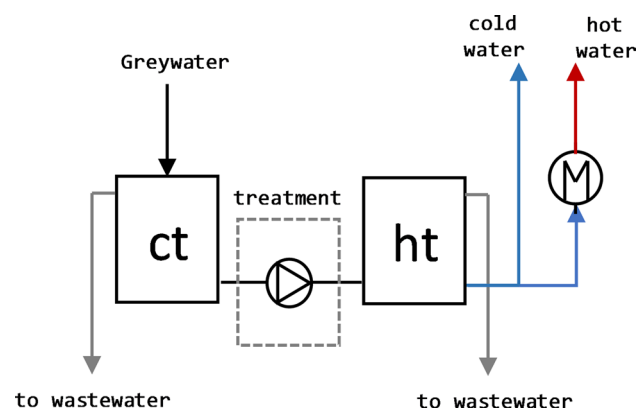 cold
water
hot
water
Greywater
treatment
ct
ht
M
to wastewater
to wastewater